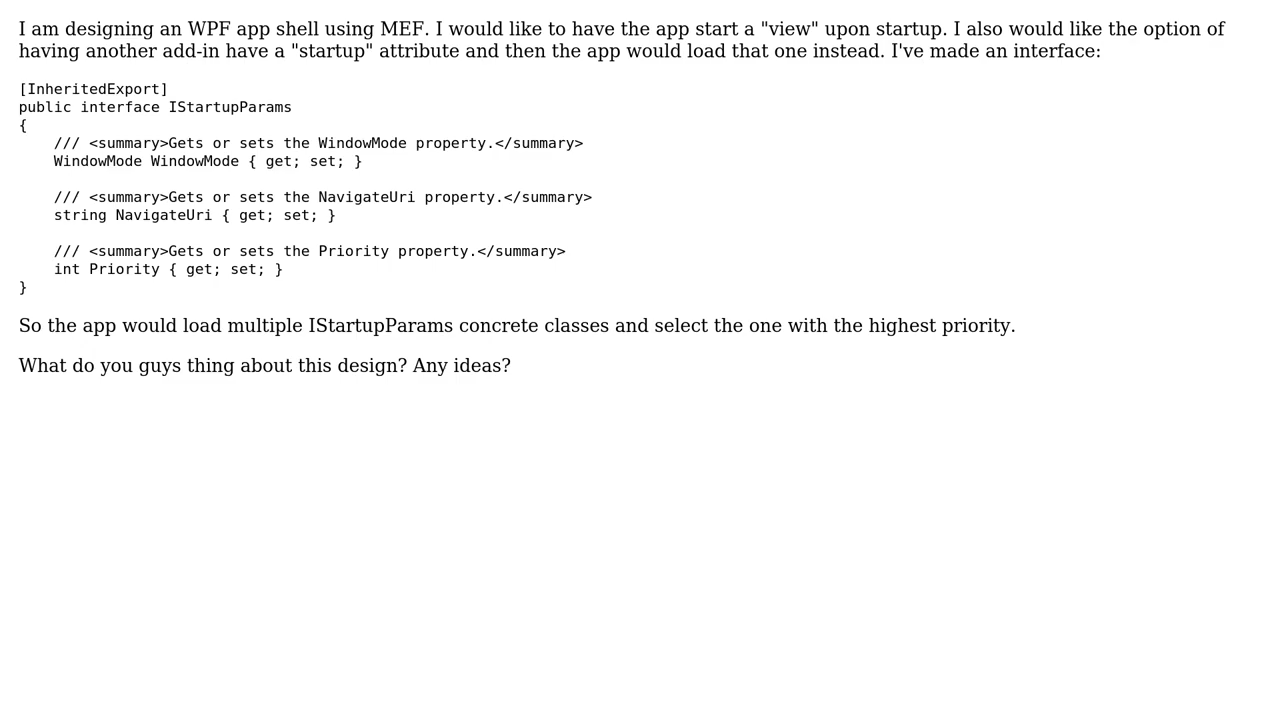 I am designing an WPF app shell using MEF. I would like to have the app start a "view" upon startup. I also would like the option of
having another add-in have a "startup" attribute and then the app would load that one instead. I've made an interface:
[InheritedExport]
public interface IStartupParams
{
    /// <summary>Gets or sets the WindowMode property.</summary>
    WindowMode WindowMode { get; set; }
    /// <summary>Gets or sets the NavigateUri property.</summary>
    string NavigateUri { get; set; }
    /// <summary>Gets or sets the Priority property.</summary>
    int Priority { get; set; }
}
So the app would load multiple IStartupParams concrete classes and select the one with the highest priority.
What do you guys thing about this design? Any ideas?